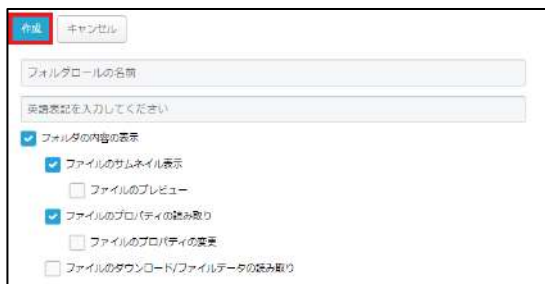 作成 キャンセル
フォルダロールの名前
英語表記を入力してください
フォルダの内容の表示
ファイルのサムネイル表示
ファイルのプレビュー
ファイルのプロパティの読み取り
ファイルのプロパティの変更
ファイルのダウンロード/ファイルデータの読み取り